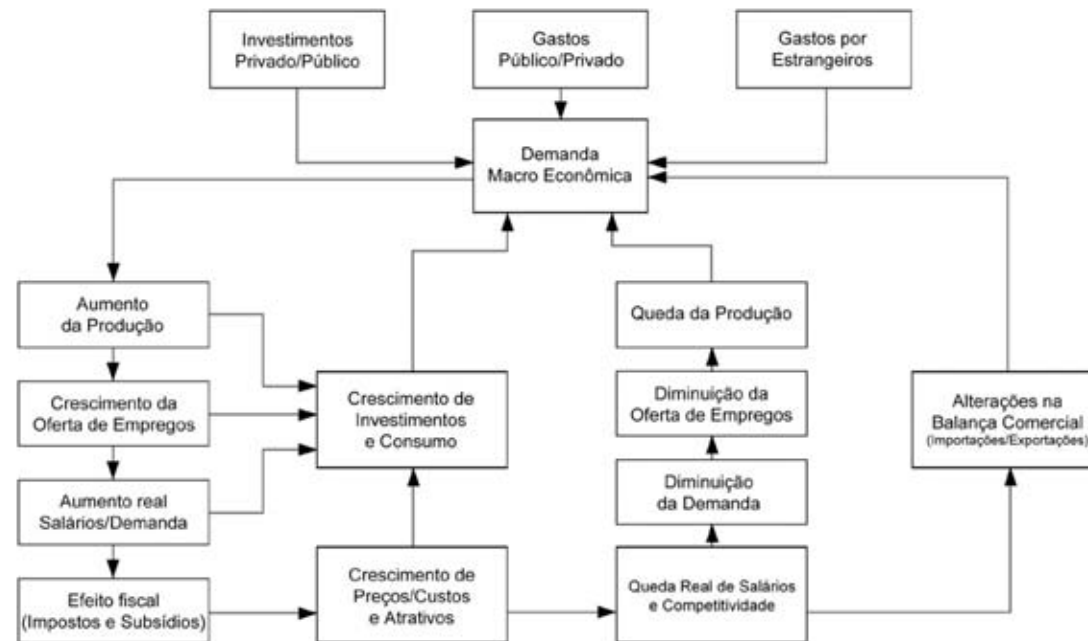 Investimentos
Privado/Público
Gastos
Público/Privado
Gastos por
Estrangeiros
Demanda
Macro Econômica
Aumento
da Produção
Queda da Produção
Crescimento da
Oferta de Empregos
Crescimento de
Investimentos
e Consumo
Diminuição da
Oferta de Empregos
Alterações na
Balança Comercial
(Importações/Exportações)
Aumento real
Salários/Demanda
Diminuição
da Demanda
Efeito fiscal
(Impostos e Subsídios)
Crescimento de
Preços/Custos
e Atrativos
Queda Real de Salários
e Competitividade